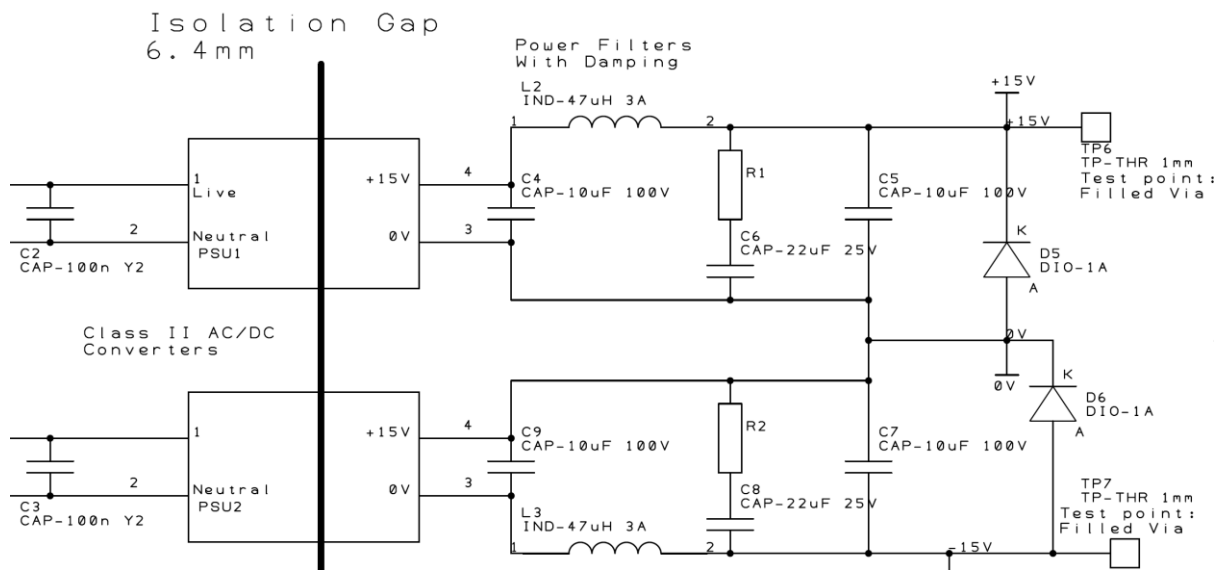 Isolation Gap
6.4mm
Power Filters
With Damping
L2
IND-47uH 3A
+15V
1
2
+15V
TP6
TP-THR 1mm
Test point:
Filled Via
1
Live
+15V
4
C4
CAP-10uF 100V
R1
C5
CAP-10uF 100V
2
Neutral
PSU1
0V
3
C2
CAP-100n Y2
C6
CAP-22uF 25V
K
D5
DIO-1A
A
Class II AC/DC
Converters
0V
0V
K
D6
DIO-1A
A
1
+15V
4
C9
CAP-10uF 100V
R2
C7
CAP-10uF 100V
2
Neutral
PSU2
0V
3
C3
CAP-100n Y2
C8
CAP-22uF 25V
TP7
TP-THR 1mm
Test point:
Filled Via
L3
IND-47uH 3A
1
2
-15V